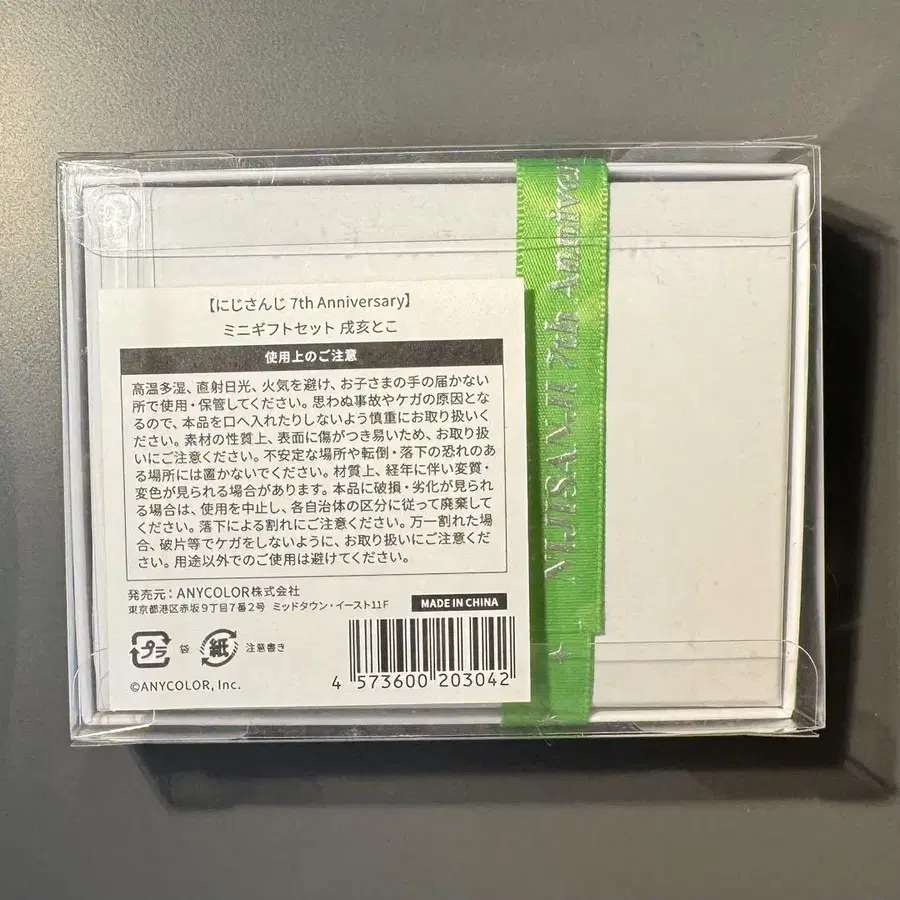 【にじさんじ 7th Anniversary】
ミニギフトセット 戌亥とこ
使用上のご注意
高温多湿、直射日光、火気を避け、お子さまの手の届かない
所で使用・保管してください。思わぬ事故やケガの原因とな
るので、本品を口へ入れたりしないよう慎重にお取り扱いく
ださい。素材の性質上、表面に傷がつき易いため、お取り扱
いにご注意ください。不安定な場所や転倒・落下の恐れのあ
る場所には置かないでください。材質上、経年に伴い変質・
変色が見られる場合があります。本品に破損・劣化が見られ
る場合は、使用を中止し、各自治体の区分に従って廃棄して
ください。落下による割れにご注意ください。万一割れた場
合、破片等でケガをしないように、お取り扱いにご注意くだ
さい。用途以外でのご使用は避けてください。
発売元：ANYCOLOR株式会社
東京都港区赤坂9丁目7番2号 ミッドタウン・イースト11F
MADE IN CHINA
プラ 袋 紙 注意書き
©ANYCOLOR, Inc.
4 573600 203042
NIJISANJI 7th Anniver